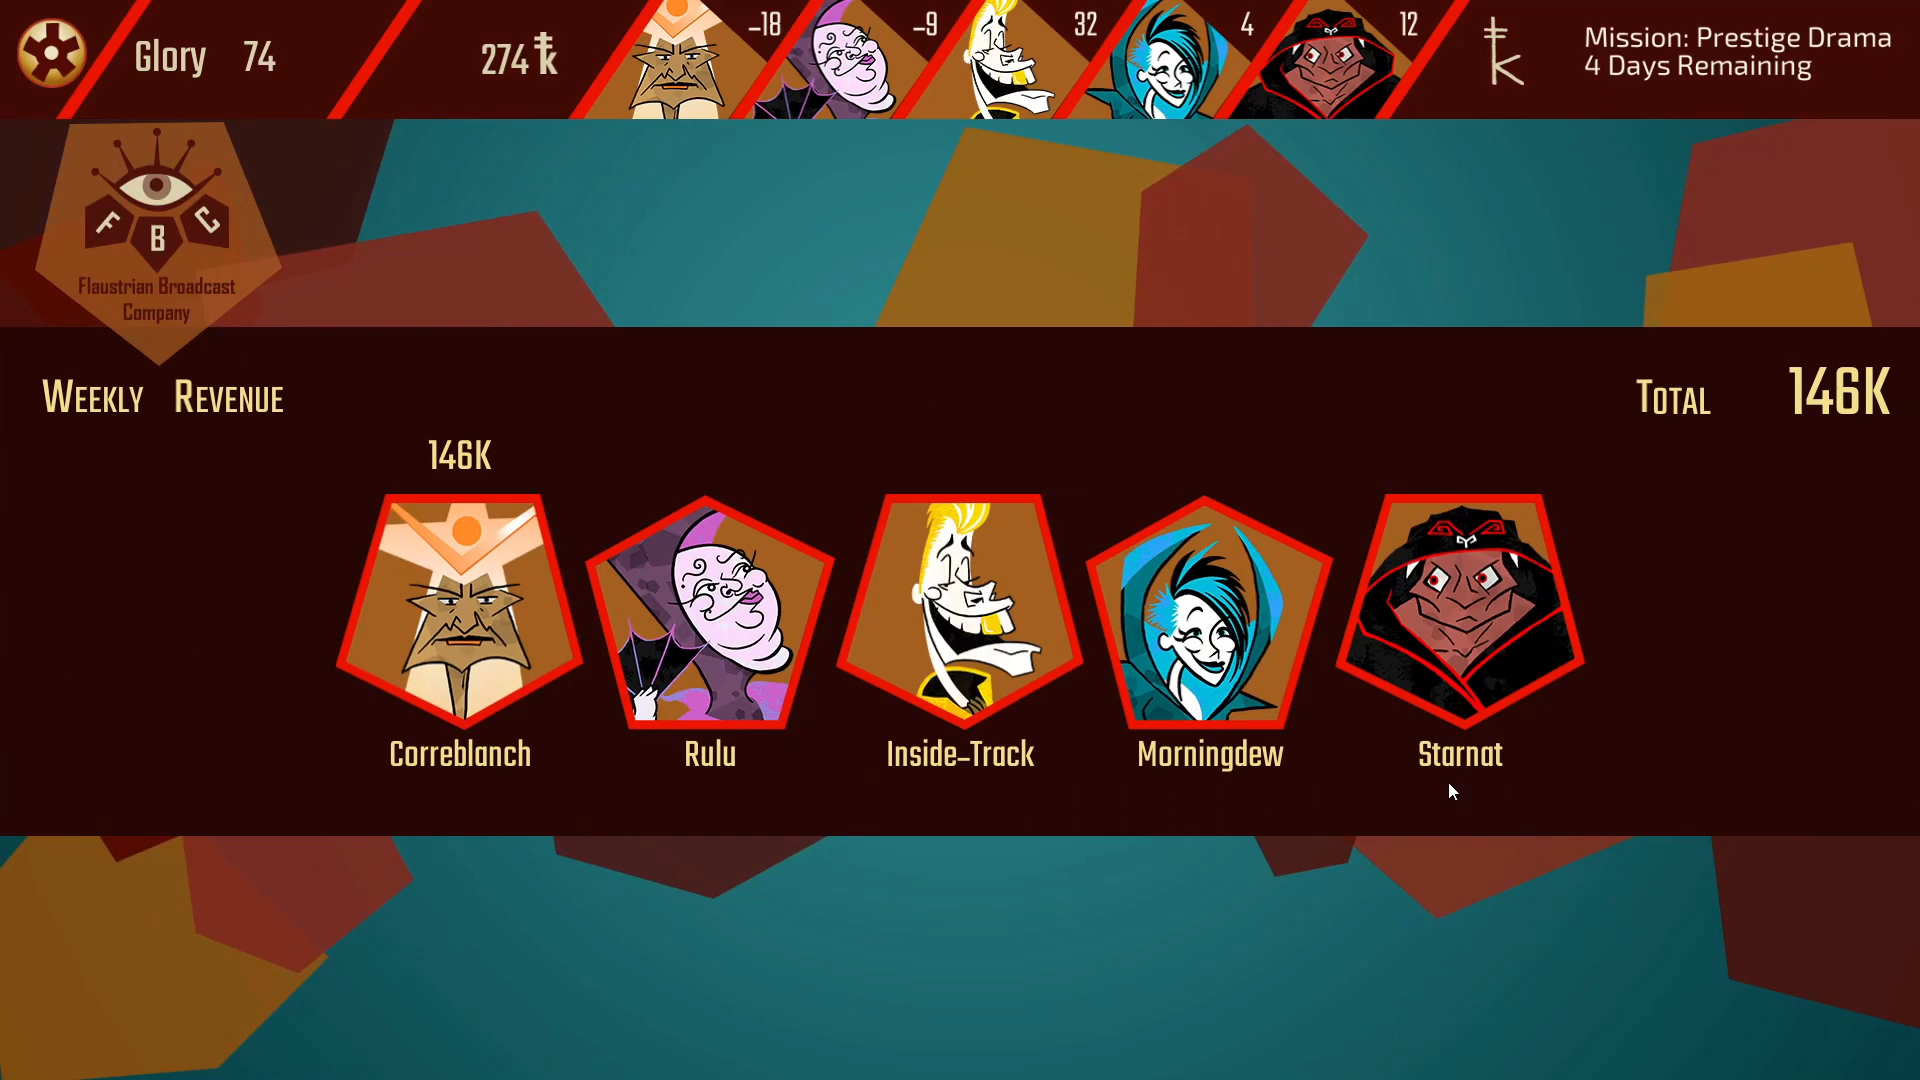 Glory 74
274 k
-18
-9
32
4
12
Mission: Prestige Drama
4 Days Remaining
F B C
Flaustrian Broadcast
Company
Weekly Revenue
Total 146K
146K
Correblanch
Rulu
Inside-Track
Morningdew
Starnat